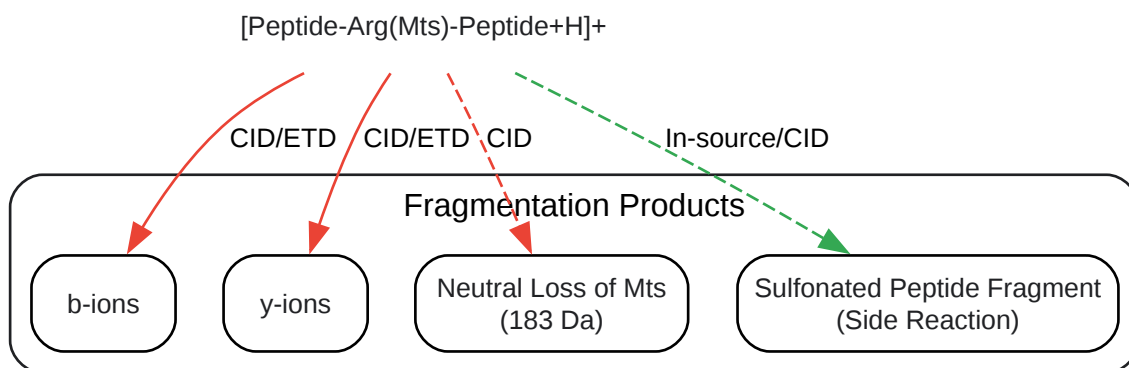 [Peptide-Arg(Mts)-Peptide+H]+
CID/ETD CID/ETD CID In-source/CID
Fragmentation Products
b-ions
y-ions
Neutral Loss of Mts
(183 Da)
Sulfonated Peptide Fragment
(Side Reaction)